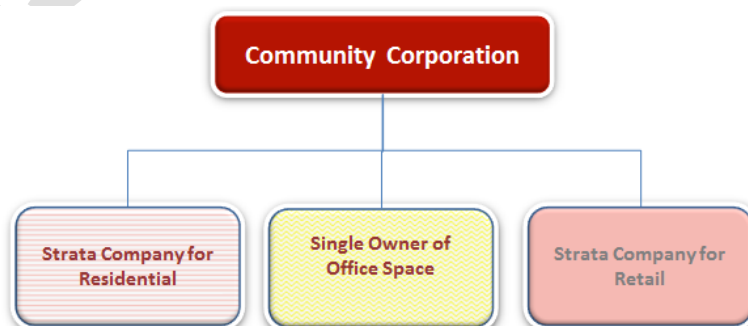 Community Corporation
Strata Company for
Residential
Single Owner of
Office Space
Strata Company for
Retail